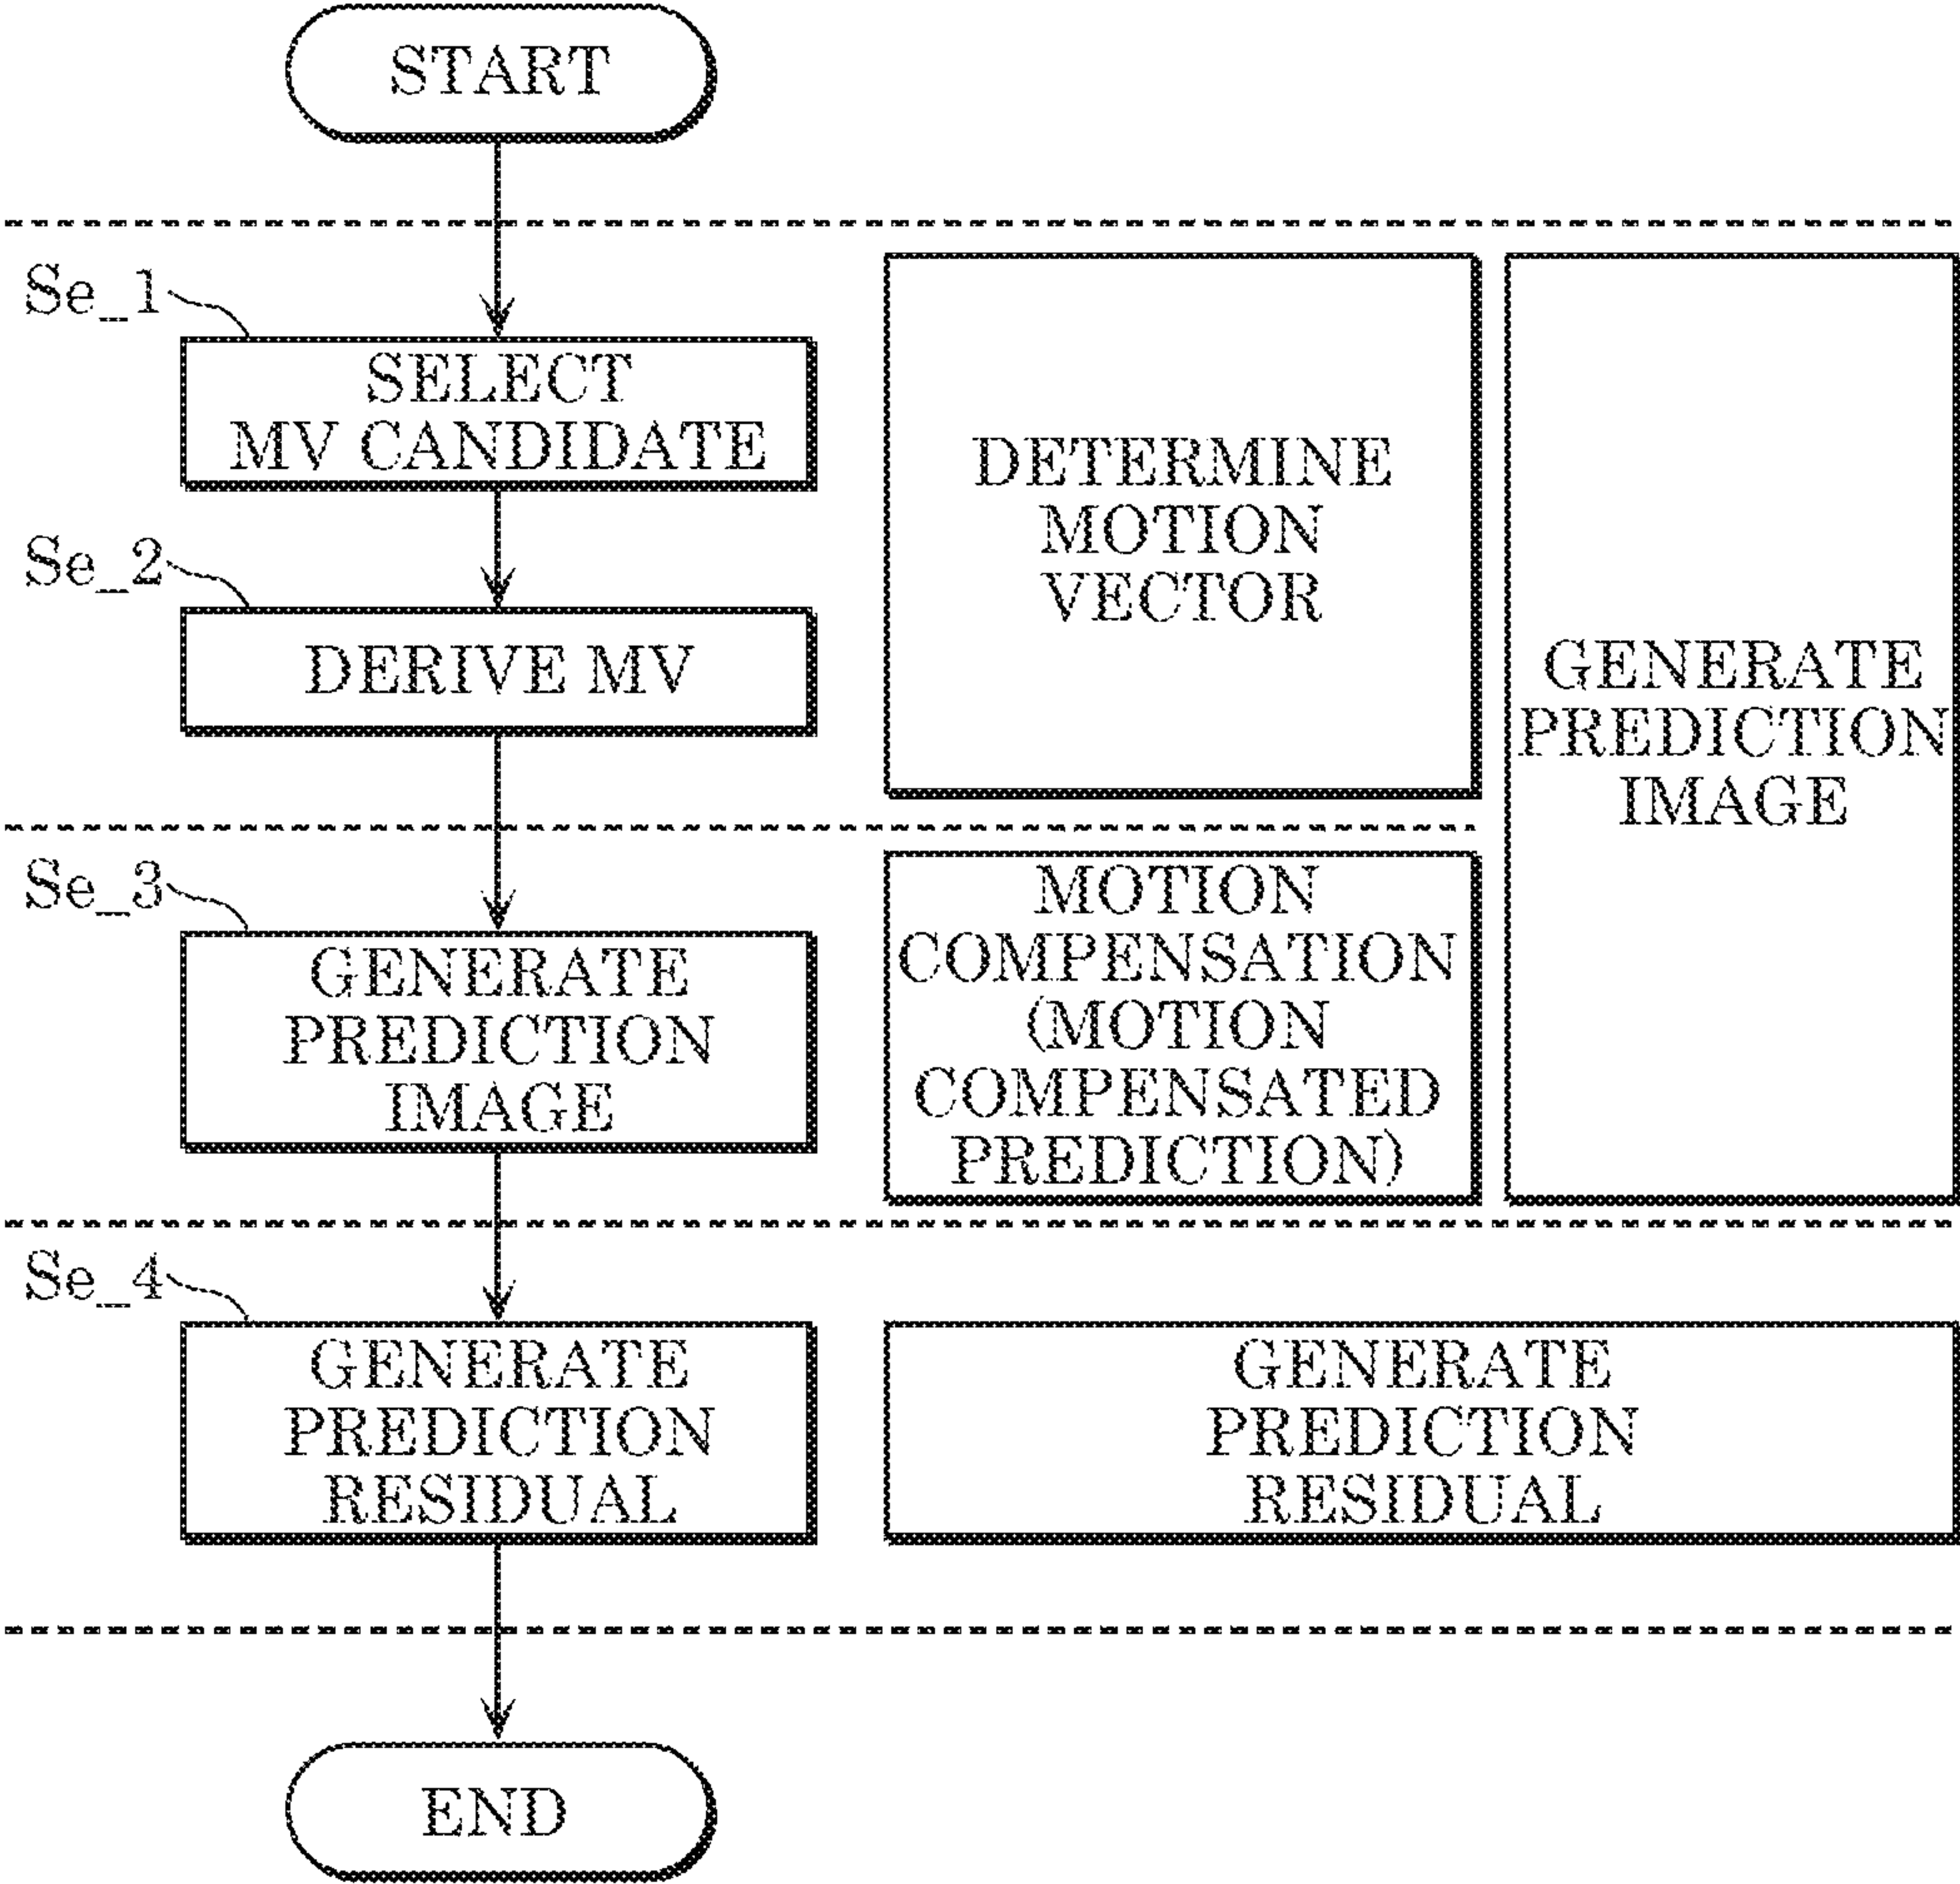 START
Se_1
SELECT
MV CANDIDATE
Se_2
DERIVE MV
DETERMINE
MOTION
VECTOR
GENERATE
PREDICTION
IMAGE
Se_3
GENERATE
PREDICTION
IMAGE
MOTION
COMPENSATION
(MOTION
COMPENSATED
PREDICTION)
Se_4
GENERATE
PREDICTION
RESIDUAL
GENERATE
PREDICTION
RESIDUAL
END